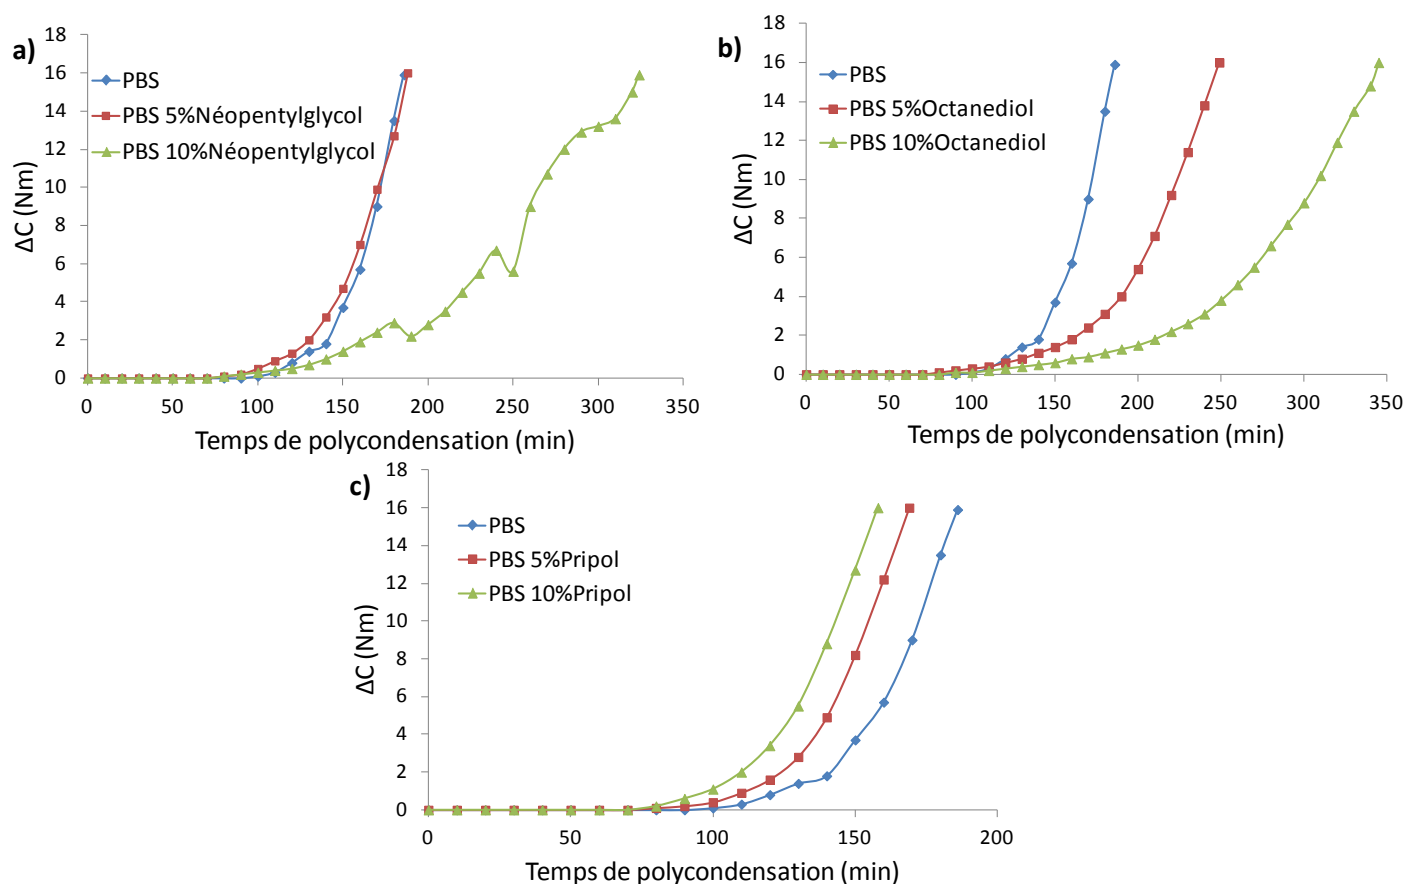 a)
18
16
14
12
10
8
6
4
2
0
ΔC (Nm)
PBS
PBS 5%Néopentylglycol
PBS 10%Néopentylglycol
0 50 100 150 200 250 300 350
Temps de polycondensation (min)
b)
18
16
14
12
10
8
6
4
2
0
ΔC (Nm)
PBS
PBS 5%Octanediol
PBS 10%Octanediol
0 50 100 150 200 250 300 350
Temps de polycondensation (min)
c)
18
16
14
12
10
8
6
4
2
0
ΔC (Nm)
PBS
PBS 5%Pripol
PBS 10%Pripol
0 50 100 150 200
Temps de polycondensation (min)